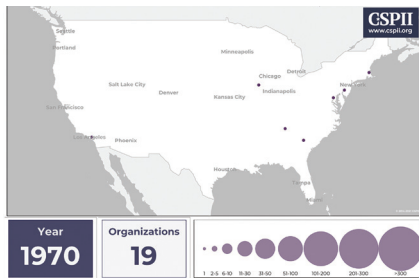 CSPII
www.cspii.org
Seattle
Portland
Minneapolis
Detroit
Chicago
New York
Salt Lake City
Denver
Kansas City
Indianapolis
San Francisco
Los Angeles
Phoenix
Houston
Tampa
Miami
Year
1970
Organizations
19
1 2-5 6-10 11-30 31-50 51-100 101-200 201-300 >300